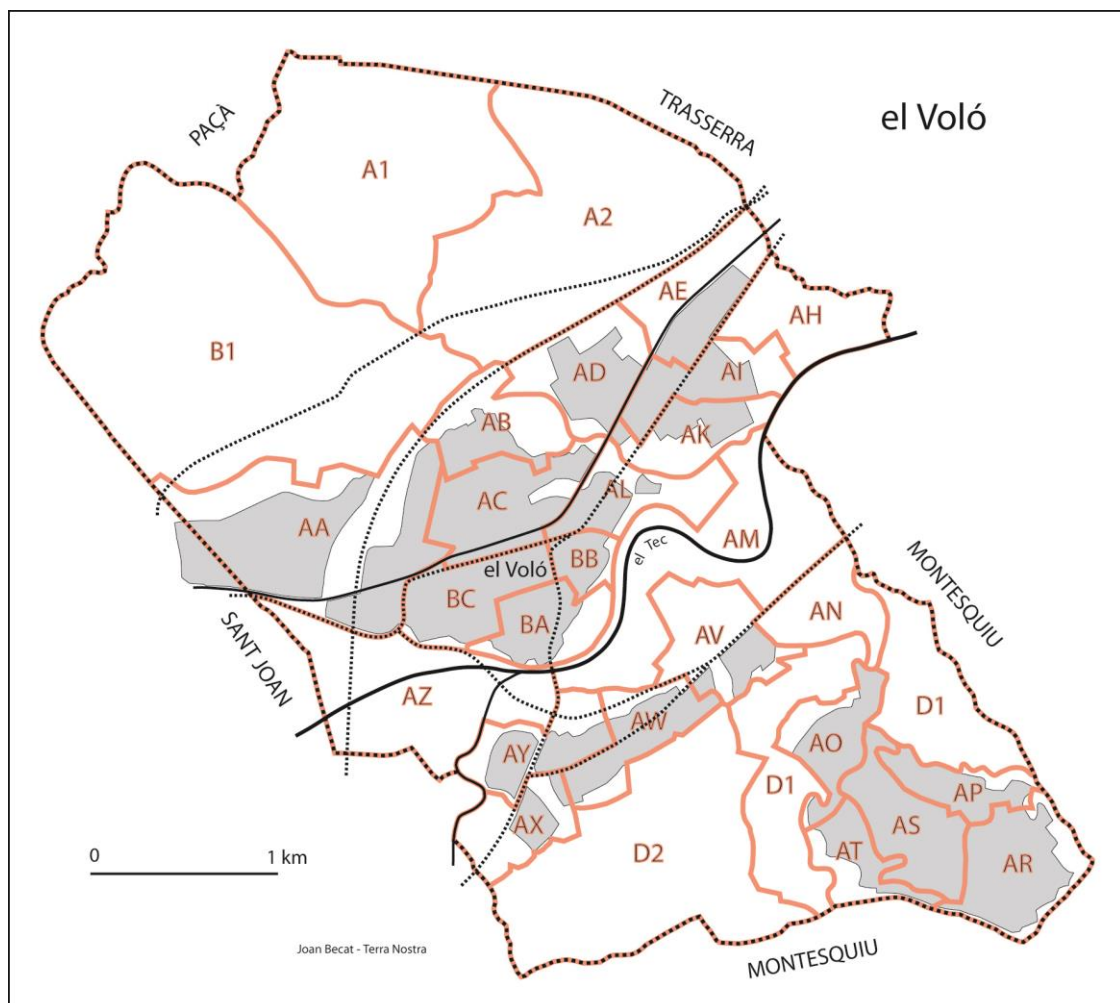 el Voló
TRASSERRA
PAÇÀ
A1
A2
AE
AH
B1
AD
AI
AB
AK
AC
AL
AA
AM
el Tec
BB
el Voló
BC
BA
MONTESQUIU
AN
AV
SANT JOAN
AZ
D1
AW
AO
AY
D1
AP
AX
AS
AT
AR
D2
0 1 km
Joan Becat - Terra Nostra
MONTESQUIU